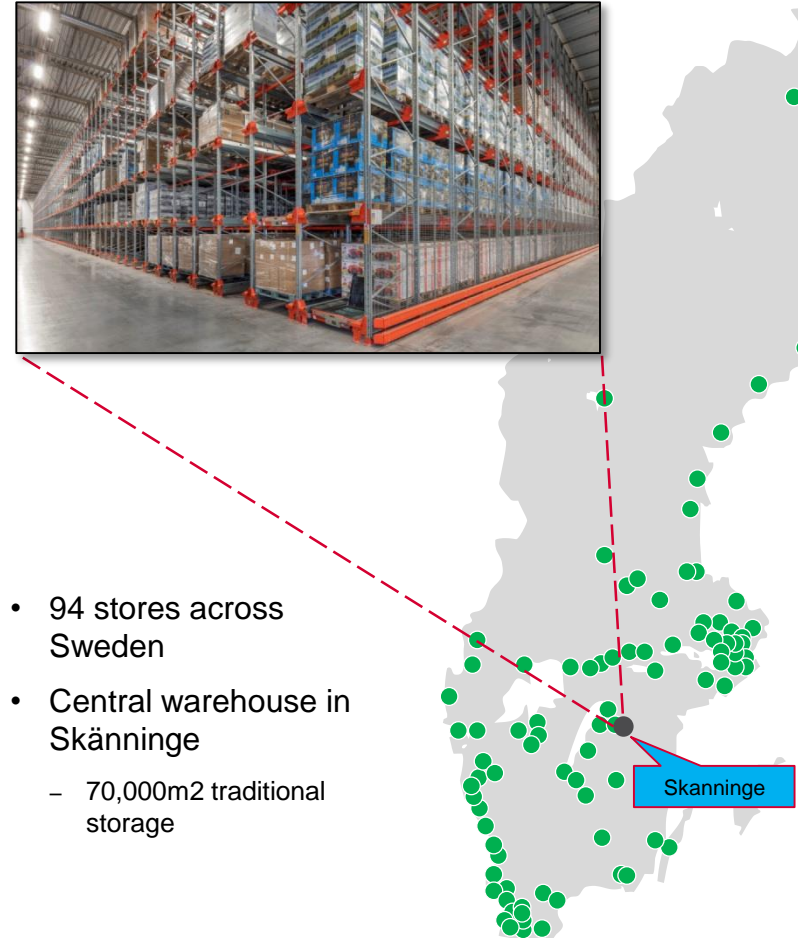 • 94 stores across
Sweden
• Central warehouse in
Skänninge
– 70,000m2 traditional
storage
Skanninge